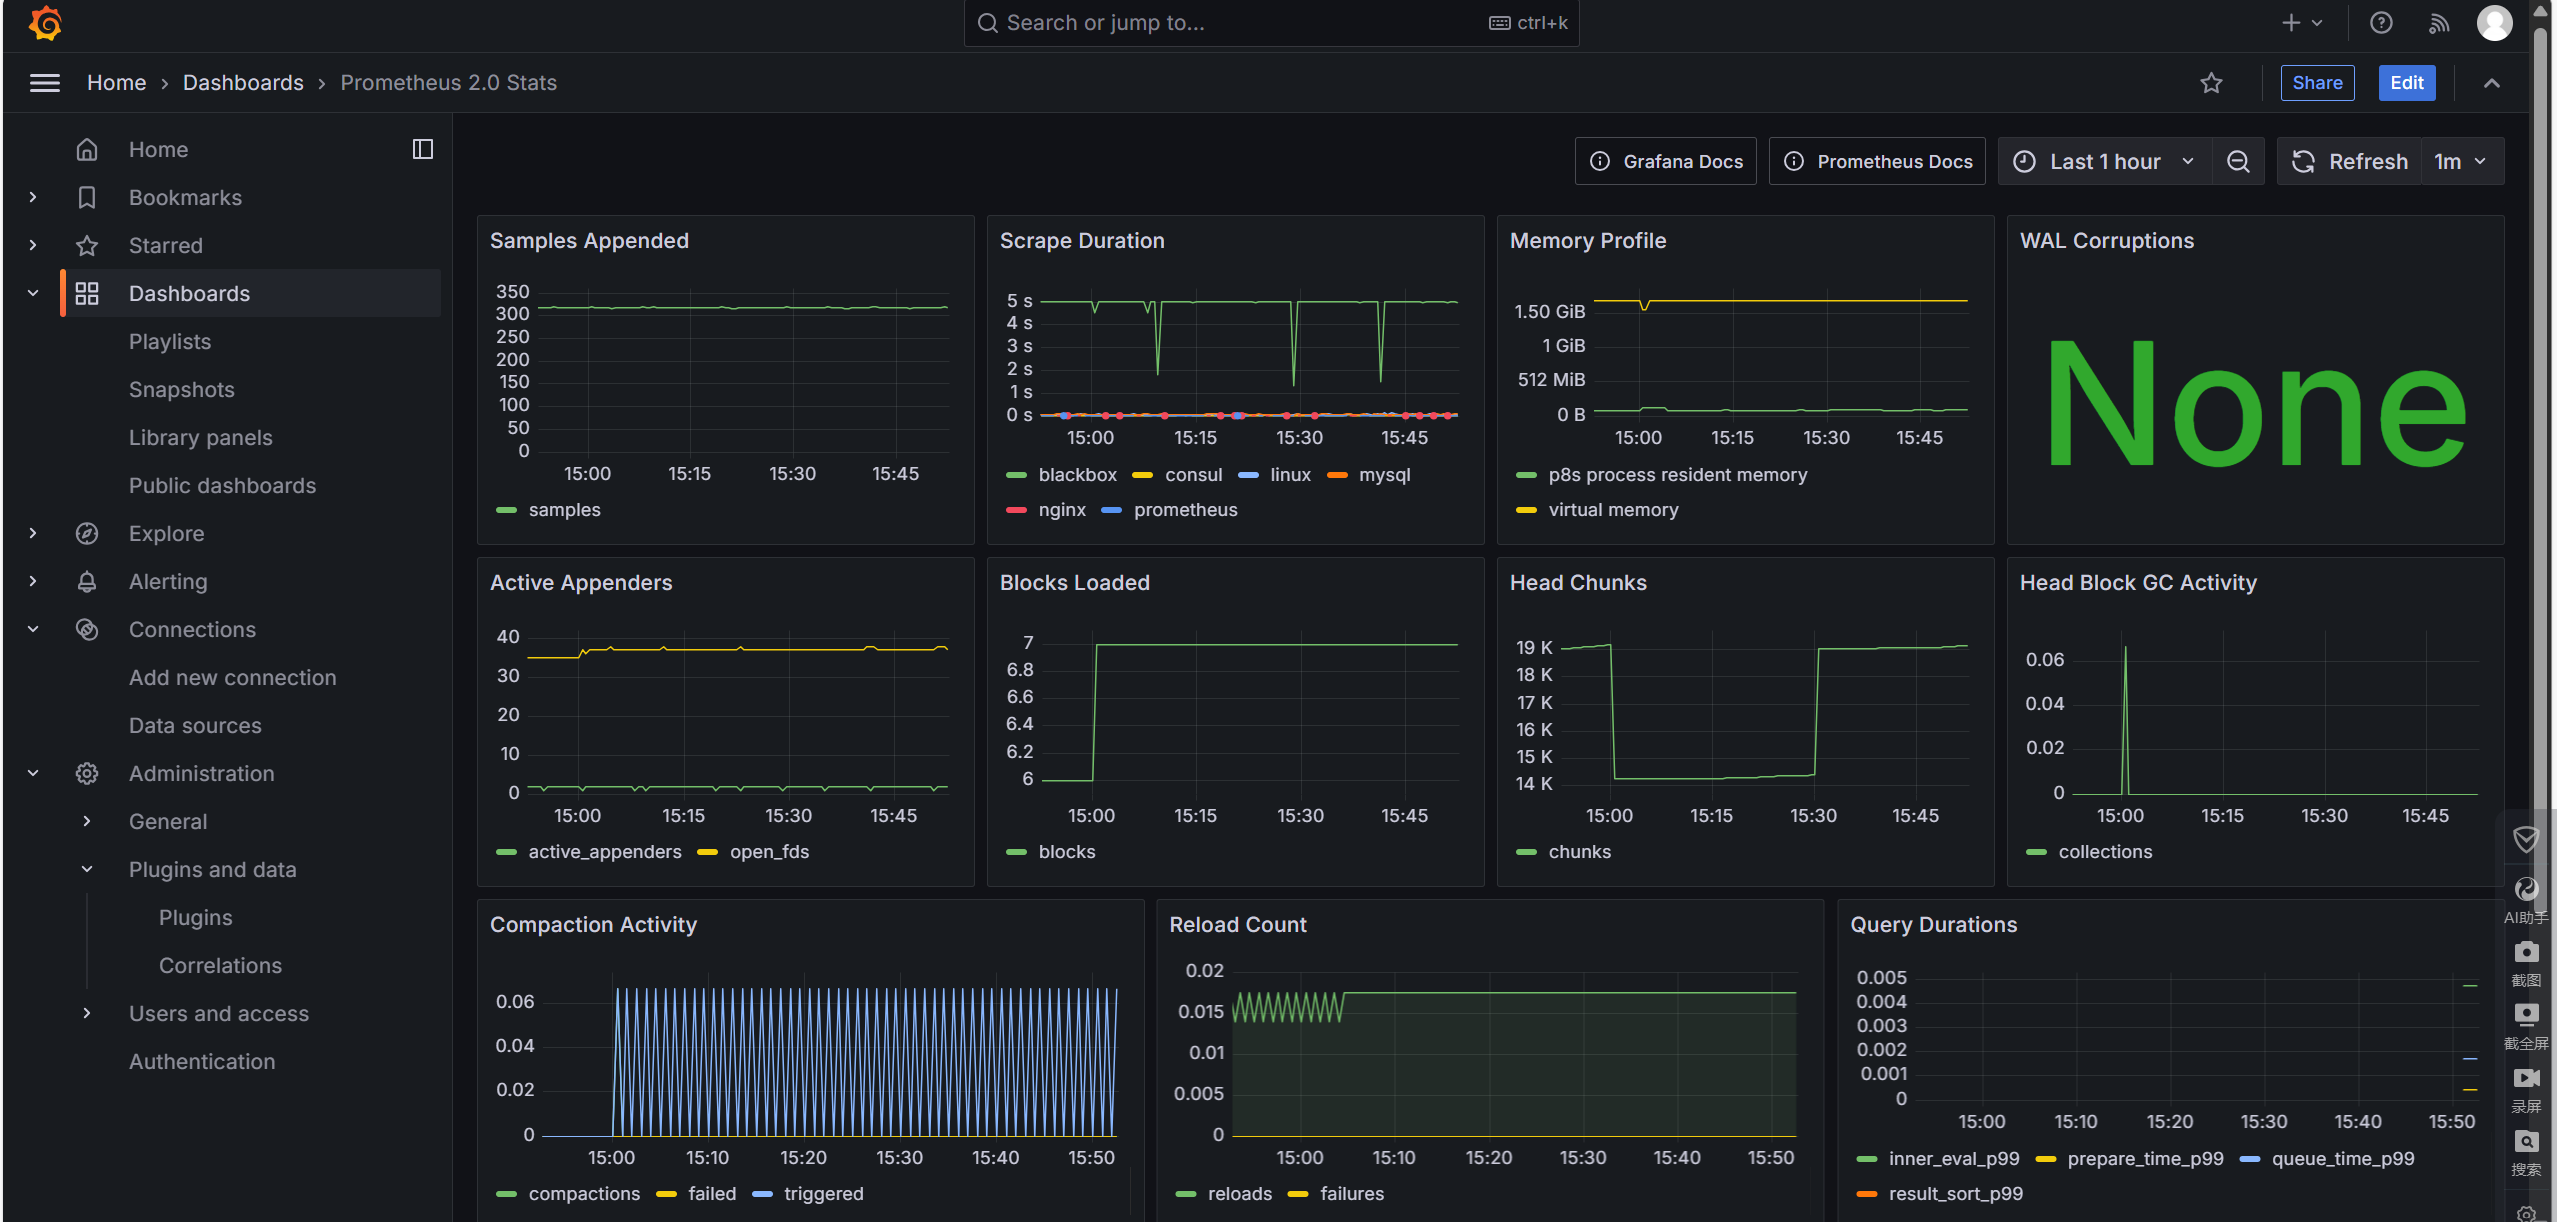 Search or jump to...
ctrl+k
Home
Dashboards
Prometheus 2.0 Stats
Share
Edit
Home
Bookmarks
Starred
Dashboards
Playlists
Snapshots
Library panels
Public dashboards
Explore
Alerting
Connections
Add new connection
Data sources
Administration
General
Plugins and data
Plugins
Correlations
Users and access
Authentication
Grafana Docs
Prometheus Docs
Last 1 hour
Refresh
1m
Samples Appended
350
300
250
200
150
100
50
0
15:00 15:15 15:30 15:45
samples
Scrape Duration
5 s
4 s
3 s
2 s
1 s
0 s
15:00 15:15 15:30 15:45
blackbox consul linux mysql
nginx prometheus
Memory Profile
1.50 GiB
1 GiB
512 MiB
0 B
15:00 15:15 15:30 15:45
p8s process resident memory
virtual memory
WAL Corruptions
None
Active Appenders
40
30
20
10
0
15:00 15:15 15:30 15:45
active_appenders open_fds
Blocks Loaded
7
6.8
6.6
6.4
6.2
6
15:00 15:15 15:30 15:45
blocks
Head Chunks
19 K
18 K
17 K
16 K
15 K
14 K
15:00 15:15 15:30 15:45
chunks
Head Block GC Activity
0.06
0.04
0.02
0
15:00 15:15 15:30 15:45
collections
Compaction Activity
0.06
0.04
0.02
0
15:00 15:10 15:20 15:30 15:40 15:50
compactions failed triggered
Reload Count
0.02
0.015
0.01
0.005
0
15:00 15:10 15:20 15:30 15:40 15:50
reloads failures
Query Durations
0.005
0.004
0.003
0.002
0.001
0
15:00 15:10 15:20 15:30 15:40 15:50
inner_eval_p99 prepare_time_p99 queue_time_p99
result_sort_p99
AI助手
截图
截全屏
录屏
搜索